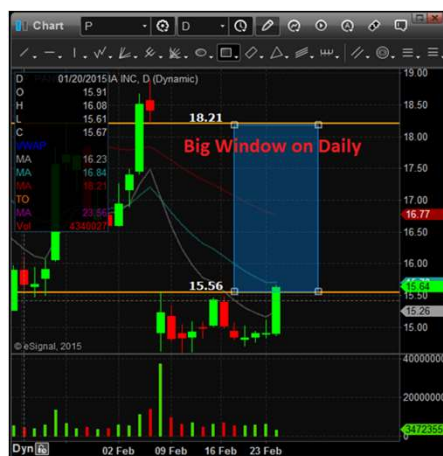 Chart P D
D 01/20/2015 IA INC, D (Dynamic)
O 15.91
H 16.08
L 15.61
C 15.67
VWAP
MA 16.23
MA 16.84
MA 18.21
TO
MA 23.56
Vol 4340027
19.00
18.50
18.21
18.00
Big Window on Daily
17.50
17.00
16.77
16.50
16.00
15.64
15.56
15.50
15.26
15.00
© eSignal, 2015
40000000
20000000
3472355
Dyn 02 Feb 09 Feb 16 Feb 23 Feb